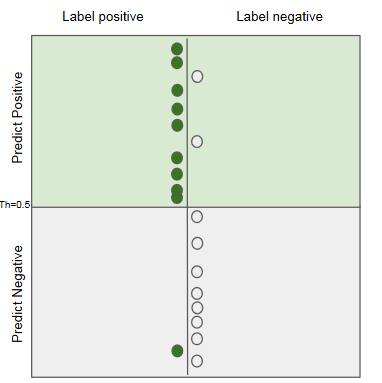 Label positive
Label negative
Predict Positive
Th=0.5
Predict Negative